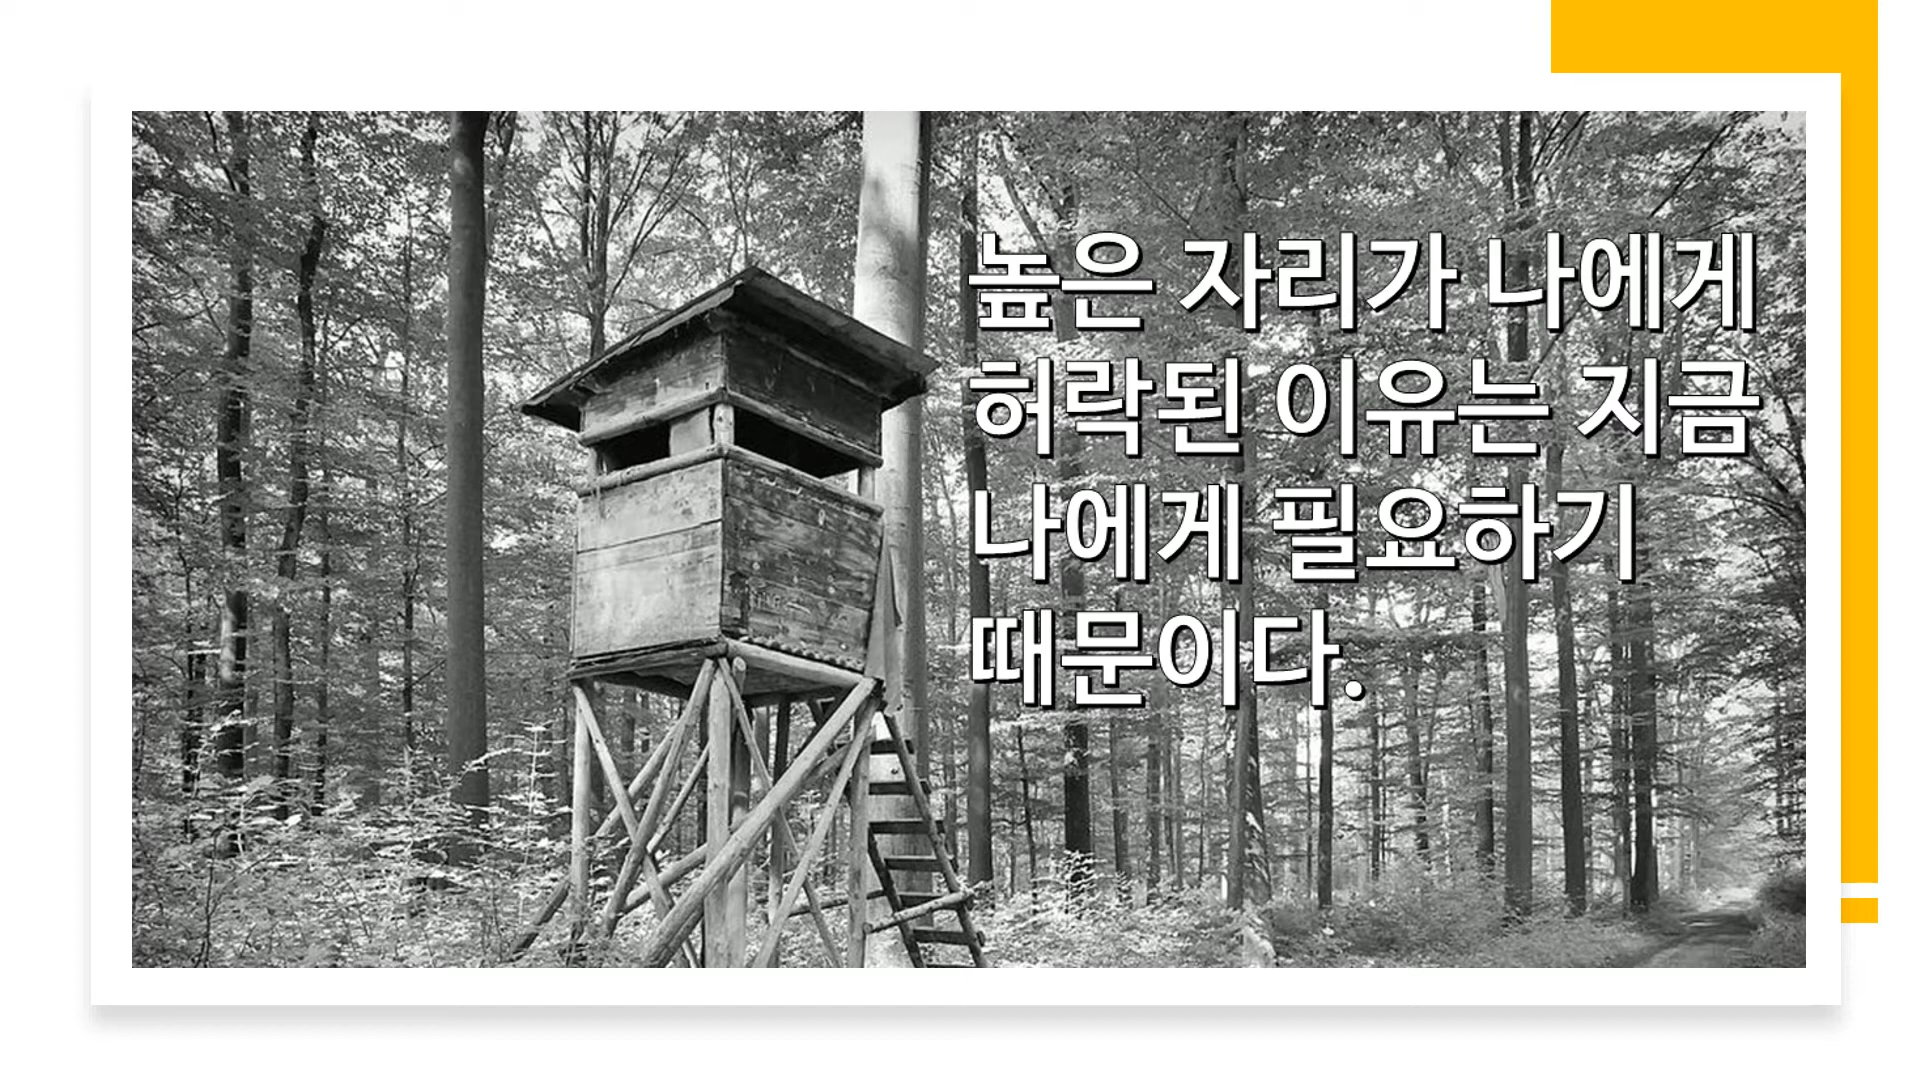 높은 자리가 나에게
허락된 이유는 지금
나에게 필요하기
때문이다.